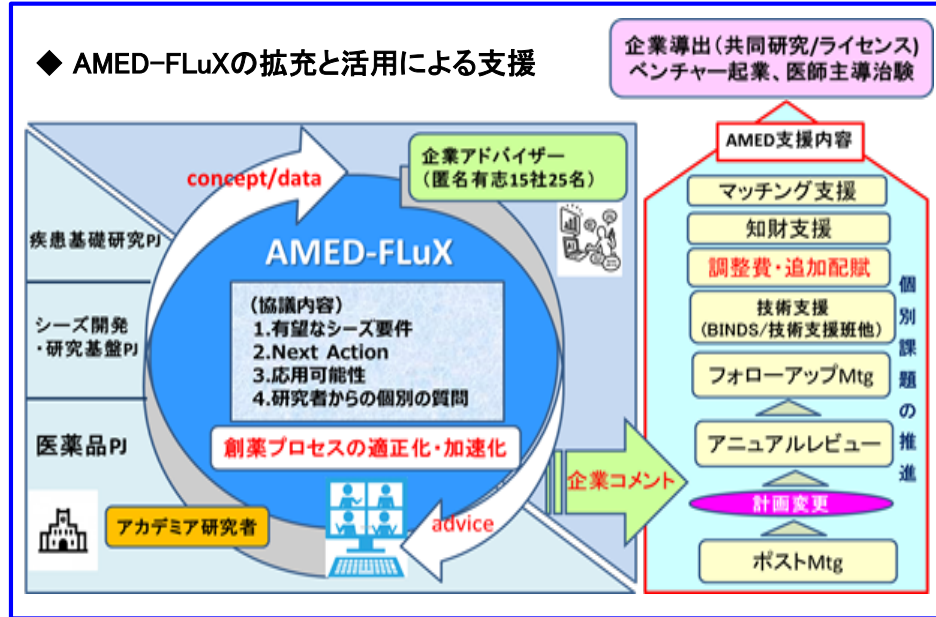 ◆ AMED-FLuXの拡充と活用による支援
企業導出(共同研究/ライセンス)
ベンチャー起業、医師主導治験
concept/data
企業アドバイザー
(匿名有志15社25名)
疾患基礎研究PJ
シーズ開発
・研究基盤PJ
医薬品PJ
AMED-FLuX
(協議内容)
1.有望なシーズ要件
2.Next Action
3.応用可能性
4.研究者からの個別の質問
創薬プロセスの適正化・加速化
アカデミア研究者
advice
企業コメント
AMED支援内容
マッチング支援
知財支援
調整費・追加配賦
技術支援
(BINDS/技術支援班他)
フォローアップMtg
アニュアルレビュー
計画変更
ポストMtg
個別課題の推進